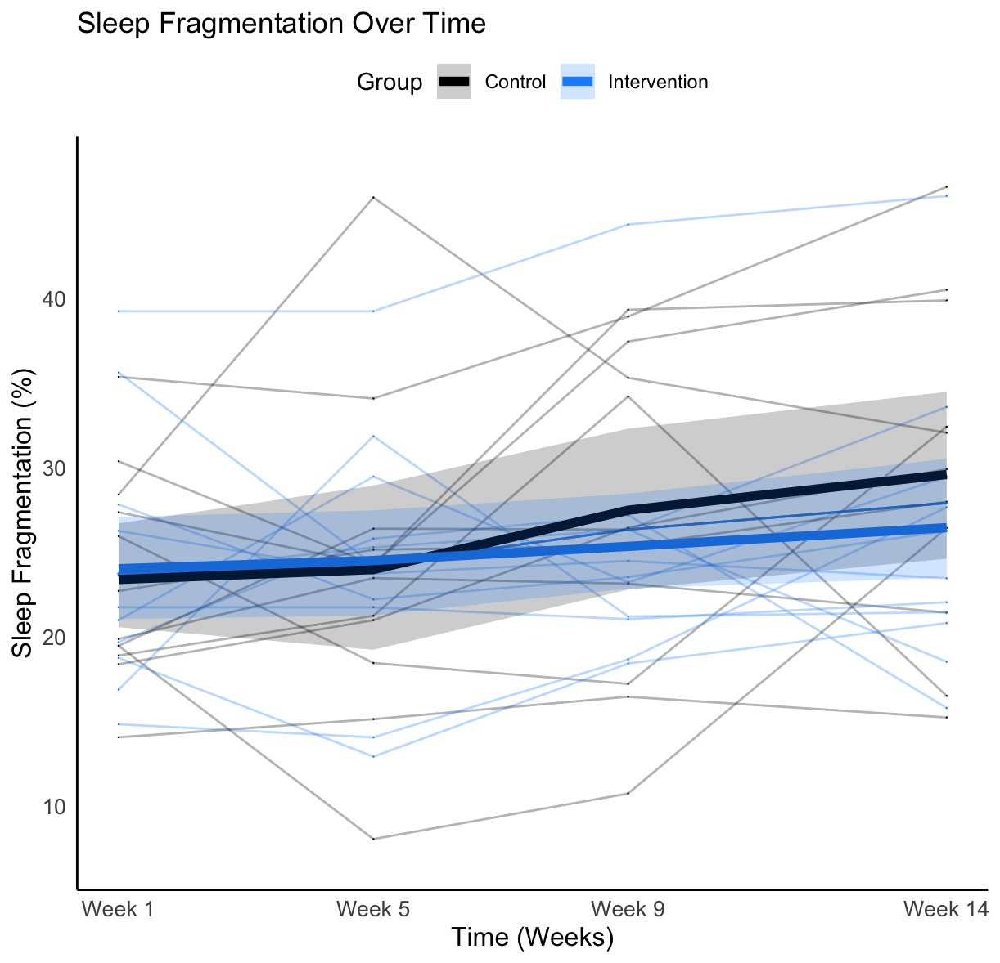 Sleep Fragmentation Over Time
Group Control Intervention
Sleep Fragmentation (%)
40
30
20
10
Week 1 Week 5 Week 9 Week 14
Time (Weeks)